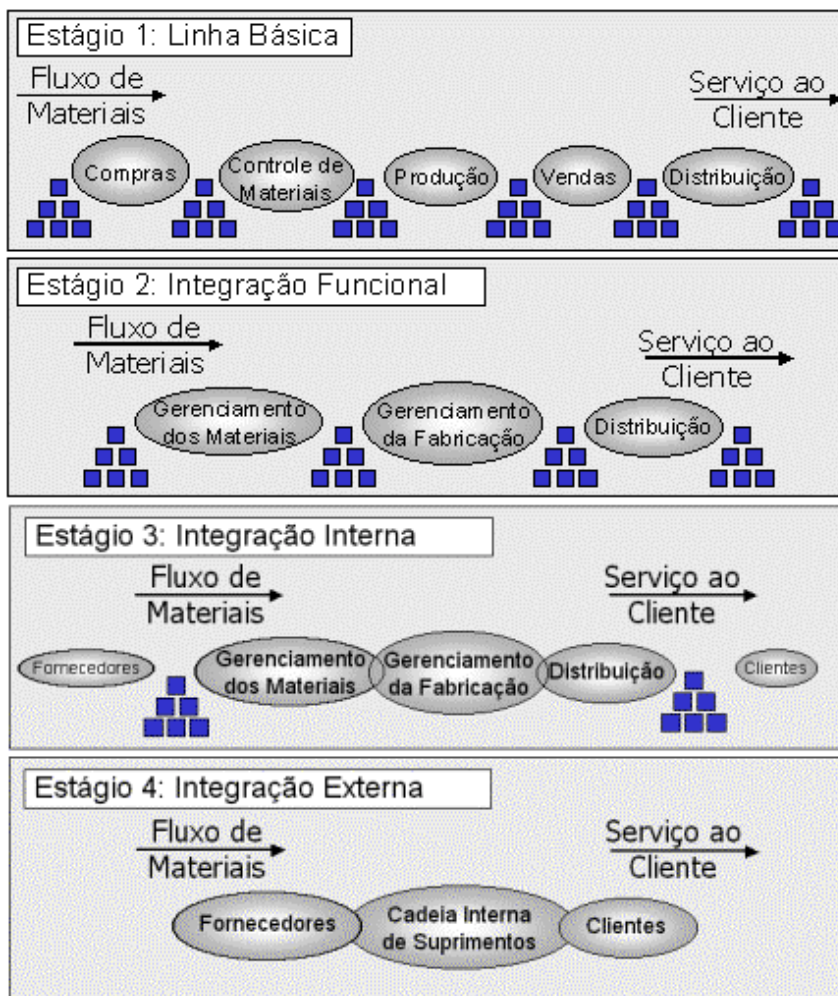 Estágio 1: Linha Básica
Fluxo de
Materiais
Serviço ao
Cliente
Compras
Controle de
Materiais
Produção
Vendas
Distribuição
Estágio 2: Integração Funcional
Fluxo de
Materiais
Serviço ao
Cliente
Gerenciamento
dos Materiais
Gerenciamento
da Fabricação
Distribuição
Estágio 3: Integração Interna
Fluxo de
Materiais
Serviço ao
Cliente
Fornecedores
Gerenciamento
dos Materiais
Gerenciamento
da Fabricação
Distribuição
Clientes
Estágio 4: Integração Externa
Fluxo de
Materiais
Serviço ao
Cliente
Fornecedores
Cadeia Interna
de Suprimentos
Clientes